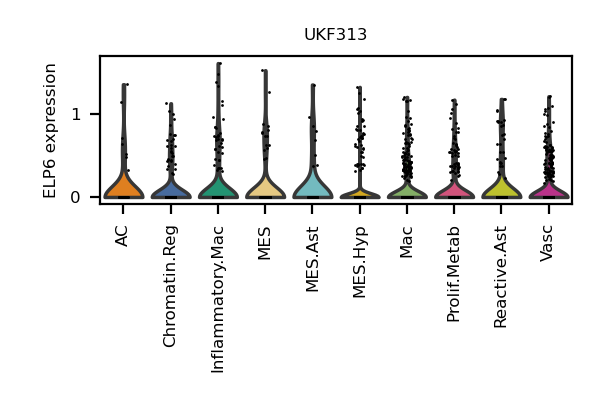 UKF313
ELP6 expression
1
0
AC
Chromatin.Reg
Inflammatory.Mac
MES
MES.Ast
MES.Hyp
Mac
Prolif.Metab
Reactive.Ast
Vasc